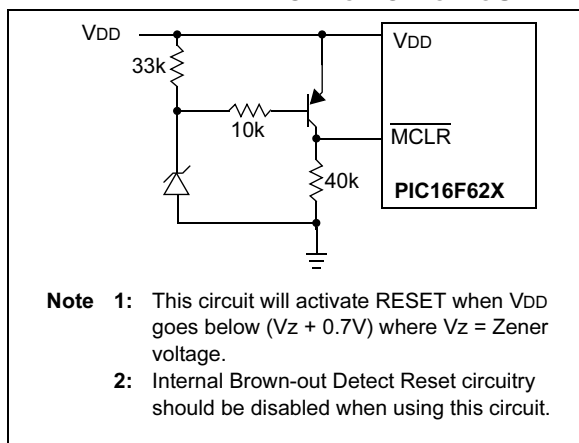 VDD
VDD
33k
10k
MCLR
40k
PIC16F62X
Note 1: This circuit will activate RESET when VDD
goes below (Vz + 0.7V) where Vz = Zener
voltage.
2: Internal Brown-out Detect Reset circuitry
should be disabled when using this circuit.